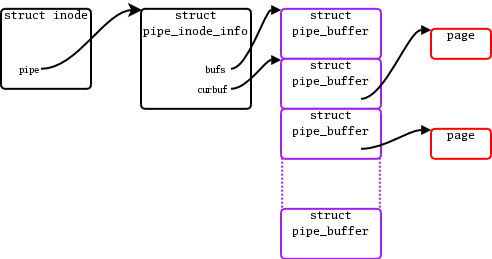 struct inode
pipe
struct
pipe_inode_info
bufs
curbuf
struct
pipe_buffer
struct
pipe_buffer
struct
pipe_buffer
struct
pipe_buffer
page
page